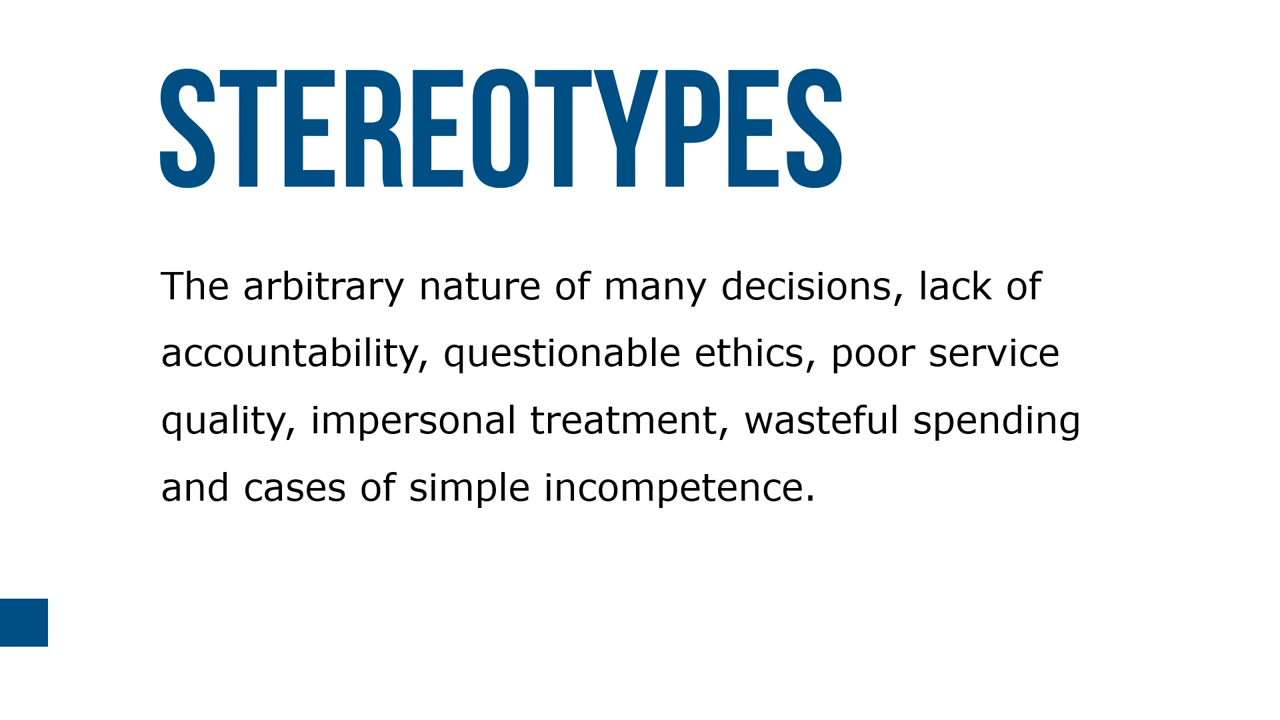 STEREOTYPES
The arbitrary nature of many decisions, lack of
accountability, questionable ethics, poor service
quality, impersonal treatment, wasteful spending
and cases of simple incompetence.